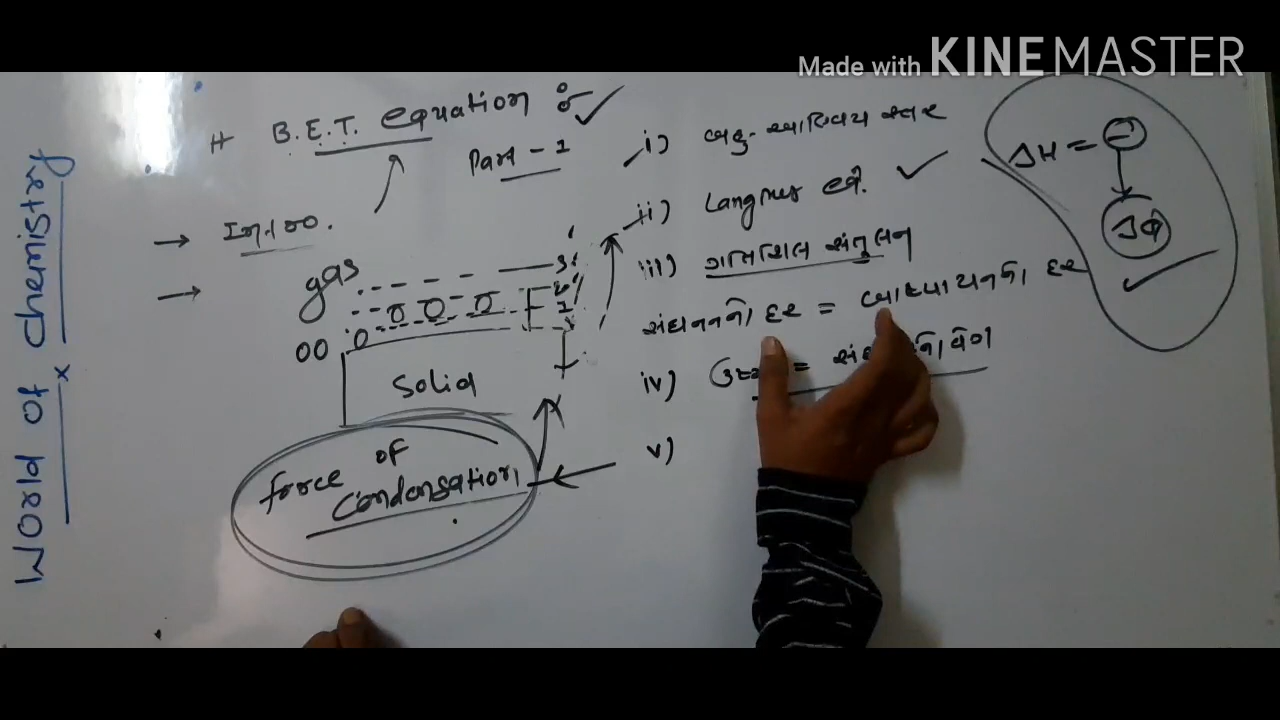 Made with KINEMASTER
World of chemistry
# B.E.T. equation :-
Part - 1
→ Intro.
→
gas
solid
force of
condensation
i) બહુ-આણ્વિય સ્તર
ii) Langmuir
iii) ગતિશિલ સંતુલન
સંઘનનનો દર = બાષ્પાયનનો દર
iv) =
v)
ΔH = -